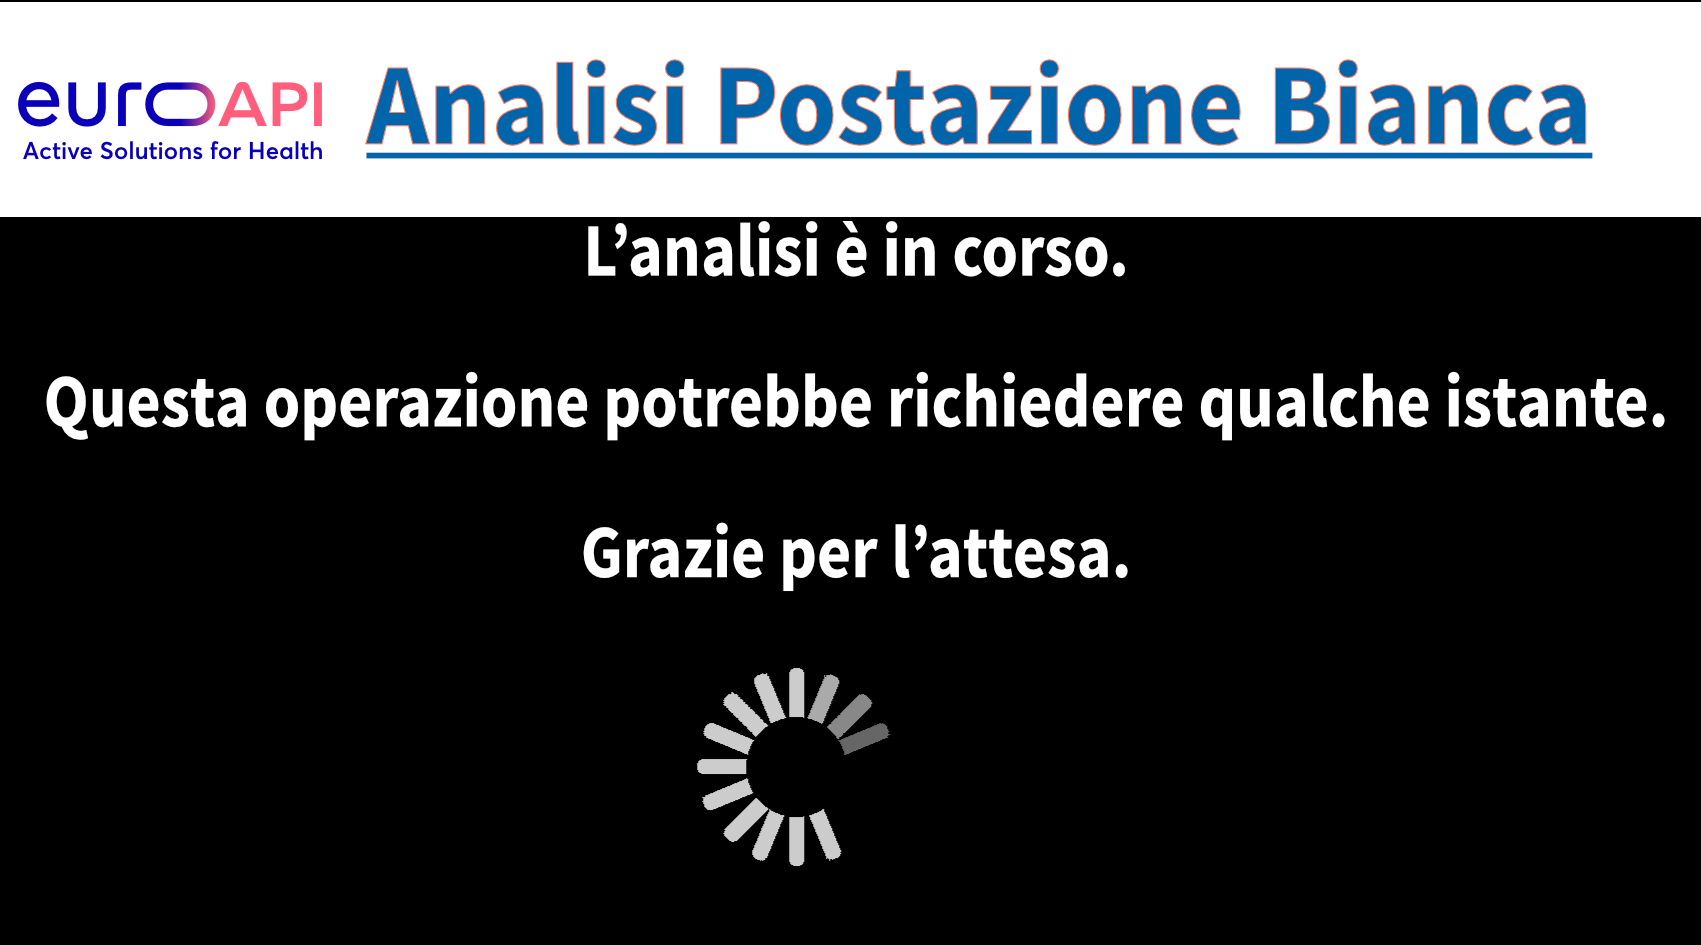 euroAPI
Active Solutions for Health
Analisi Postazione Bianca
L’analisi è in corso.
Questa operazione potrebbe richiedere qualche istante.
Grazie per l’attesa.